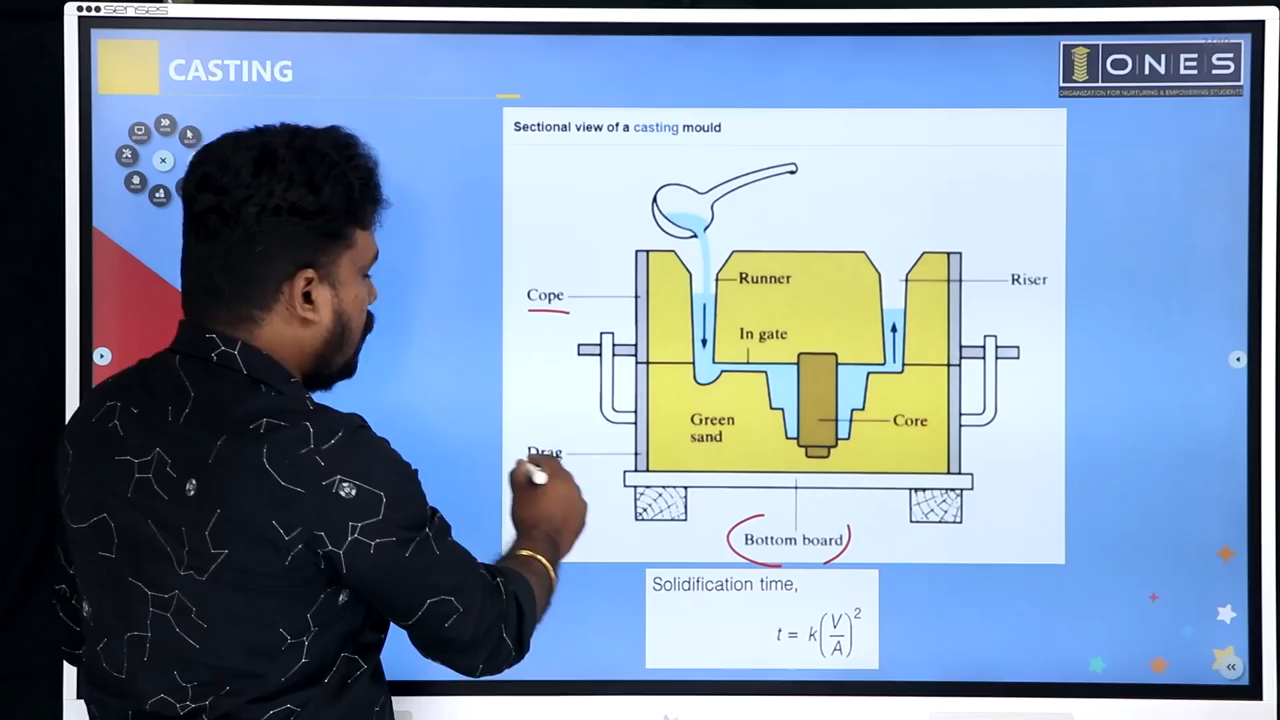 senses
CASTING
ONES
ORGANIZATION FOR NURTURING & EMPOWERING STUDENTS
Sectional view of a casting mould
Runner
Riser
Cope
In gate
Green
sand
Core
Drag
Bottom board
Solidification time,
t = k(V/A)²